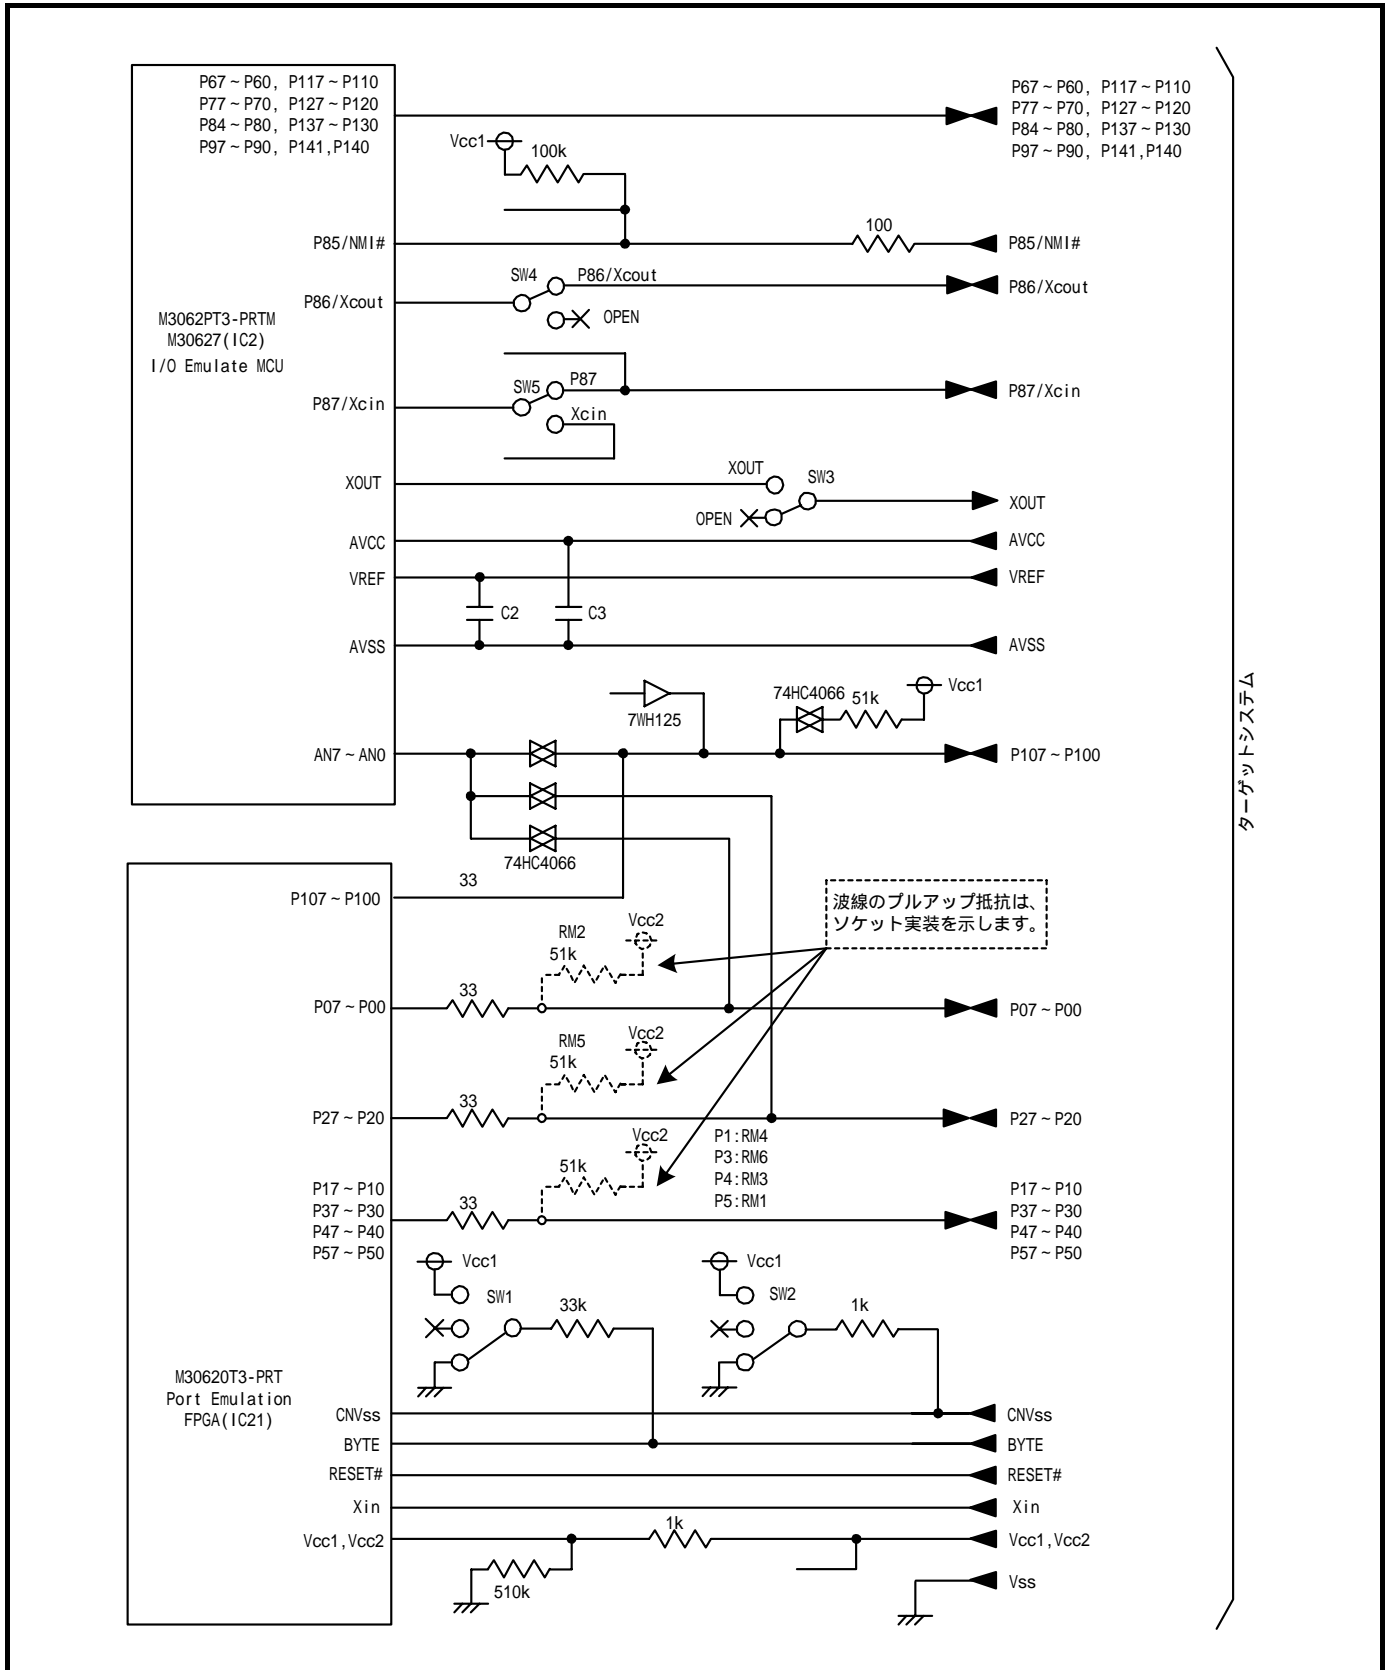 P67~P60, P117~P110
P77~P70, P127~P120
P84~P80, P137~P130
P97~P90, P141,P140
P67~P60, P117~P110
P77~P70, P127~P120
P84~P80, P137~P130
P97~P90, P141,P140
Vcc1
100k
P85/NMI#
100
P85/NMI#
SW4
P86/Xcout
P86/Xcout
P86/Xcout
OPEN
M3062PT3-PRTM
M30627(IC2)
I/O Emulate MCU
SW5
P87
P87/Xcin
P87/Xcin
Xcin
XOUT
XOUT
SW3
XOUT
OPEN
AVCC
AVCC
VREF
VREF
C2
C3
AVSS
AVSS
7WH125
74HC4066
51k
Vcc1
AN7~AN0
P107~P100
74HC4066
ターゲットシステム
P107~P100
33
波線のプルアップ抵抗は、
ソケット実装を示します。
RM2
51k
Vcc2
P07~P00
33
P07~P00
RM5
51k
Vcc2
P27~P20
33
P27~P20
51k
Vcc2
P1:RM4
P3:RM6
P4:RM3
P5:RM1
P17~P10
P37~P30
P47~P40
P57~P50
33
P17~P10
P37~P30
P47~P40
P57~P50
Vcc1
SW1
33k
Vcc1
SW2
1k
M30620T3-PRT
Port Emulation
FPGA(IC21)
CNVss
CNVss
BYTE
BYTE
RESET#
RESET#
Xin
Xin
Vcc1,Vcc2
1k
Vcc1,Vcc2
510k
Vss